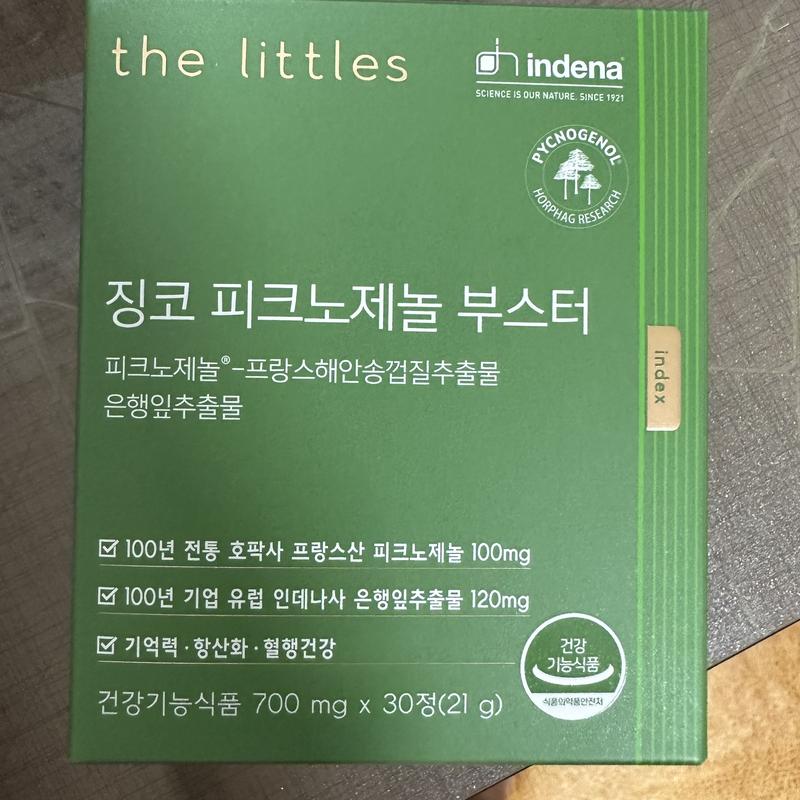 the littles
indena
SCIENCE IS OUR NATURE. SINCE 1921
PYCNOGENOL®
HORPHAG RESEARCH
징코 피크노제놀 부스터
피크노제놀®-프랑스해안송껍질추출물
은행잎추출물
index
100년 전통 호팍사 프랑스산 피크노제놀 100mg
100년 기업 유럽 인데나사 은행잎추출물 120mg
기억력·항산화·혈행건강
건강
기능식품
식품의약품안전처
건강기능식품 700 mg x 30정(21 g)